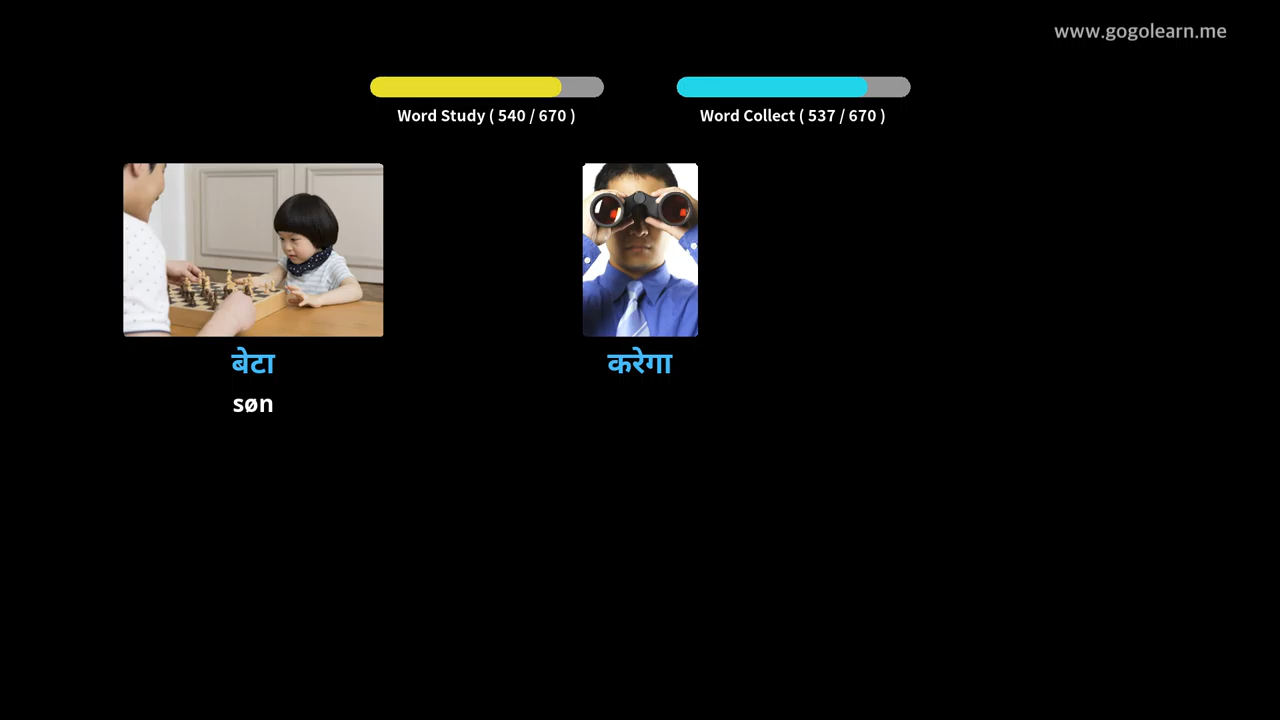 www.gogolearn.me
Word Study ( 540 / 670 )
Word Collect ( 537 / 670 )
बेटा
søn
करेगा